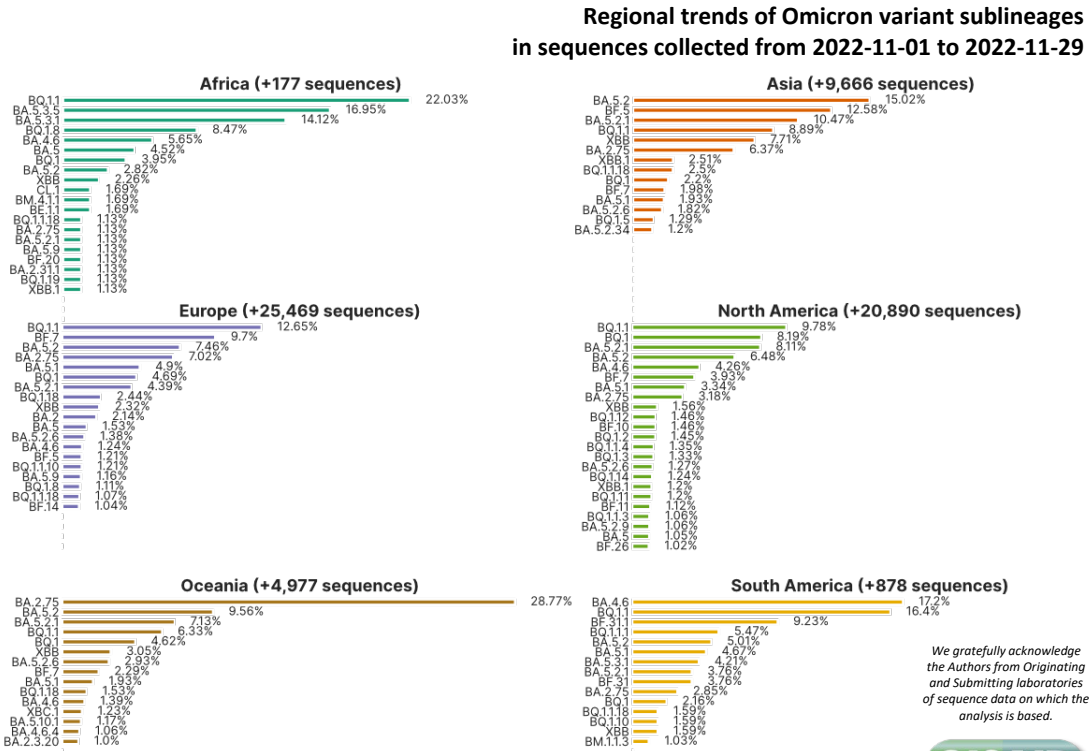 Regional trends of Omicron variant sublineages
in sequences collected from 2022-11-01 to 2022-11-29
Africa (+177 sequences)
BQ.1.1 22.03%
BA.5.3.5 16.95%
BA.5.3.1 14.12%
BQ.1.8 8.47%
BA.4.6 5.65%
BA.5 4.52%
BQ.1 3.95%
BA.5.2 2.82%
XBB 2.26%
CL.1 1.69%
BM.4.1.1 1.69%
BE.1.1 1.69%
BQ.1.1.18 1.13%
BA.2.75 1.13%
BA.5.2.1 1.13%
BA.5.9 1.13%
BF.20 1.13%
BA.2.31.1 1.13%
BQ.1.19 1.13%
XBB.1 1.13%
Asia (+9,666 sequences)
BA.5.2 15.02%
BF.5 12.58%
BA.5.2.1 10.47%
BQ.1.1 8.89%
XBB 7.71%
BA.2.75 6.37%
XBB.1 2.51%
BQ.1.1.18 2.5%
BQ.1 2.2%
BF.7 1.98%
BA.5.1 1.93%
BA.5.2.6 1.82%
BQ.1.5 1.29%
BA.5.2.34 1.2%
Europe (+25,469 sequences)
BQ.1.1 12.65%
BF.7 9.7%
BA.5.2 7.46%
BA.2.75 7.02%
BA.5.1 4.9%
BQ.1 4.69%
BA.5.2.1 4.39%
BQ.1.18 2.44%
XBB 2.32%
BA.2 2.14%
BA.5 1.53%
BA.5.2.6 1.38%
BA.4.6 1.24%
BF.5 1.21%
BQ.1.1.10 1.21%
BA.5.9 1.16%
BQ.1.8 1.11%
BQ.1.1.18 1.07%
BF.14 1.04%
North America (+20,890 sequences)
BQ.1.1 9.78%
BQ.1 8.19%
BA.5.2.1 8.11%
BA.5.2 6.48%
BA.4.6 4.26%
BF.7 3.93%
BA.5.1 3.34%
BA.2.75 3.18%
XBB 1.56%
BQ.1.12 1.46%
BF.10 1.46%
BQ.1.2 1.45%
BQ.1.1.4 1.35%
BQ.1.3 1.33%
BA.5.2.6 1.27%
BQ.1.14 1.24%
XBB.1 1.2%
BQ.1.11 1.2%
BF.11 1.12%
BQ.1.1.3 1.06%
BA.5.2.9 1.06%
BA.5 1.05%
BF.26 1.02%
Oceania (+4,977 sequences)
BA.2.75 28.77%
BA.5.2 9.56%
BA.5.2.1 7.13%
BQ.1.1 6.33%
BQ.1 4.62%
XBB 3.05%
BA.5.2.6 2.93%
BF.7 2.29%
BA.5.1 1.93%
BQ.1.18 1.53%
BA.4.6 1.39%
XBC.1 1.23%
BA.5.10.1 1.17%
BA.4.6.4 1.06%
BA.2.3.20 1.0%
South America (+878 sequences)
BA.4.6 17.2%
BQ.1.1 16.4%
BF.31.1 9.23%
BQ.1.1.1 5.47%
BA.5.2 5.01%
BA.5.1 4.67%
BA.5.3.1 4.21%
BA.5.2.1 3.76%
BF.31 3.76%
BA.2.75 2.85%
BQ.1 2.16%
BQ.1.1.18 1.59%
BQ.1.10 1.59%
XBB 1.59%
BM.1.1.3 1.03%
We gratefully acknowledge
the Authors from Originating
and Submitting laboratories
of sequence data on which the
analysis is based.